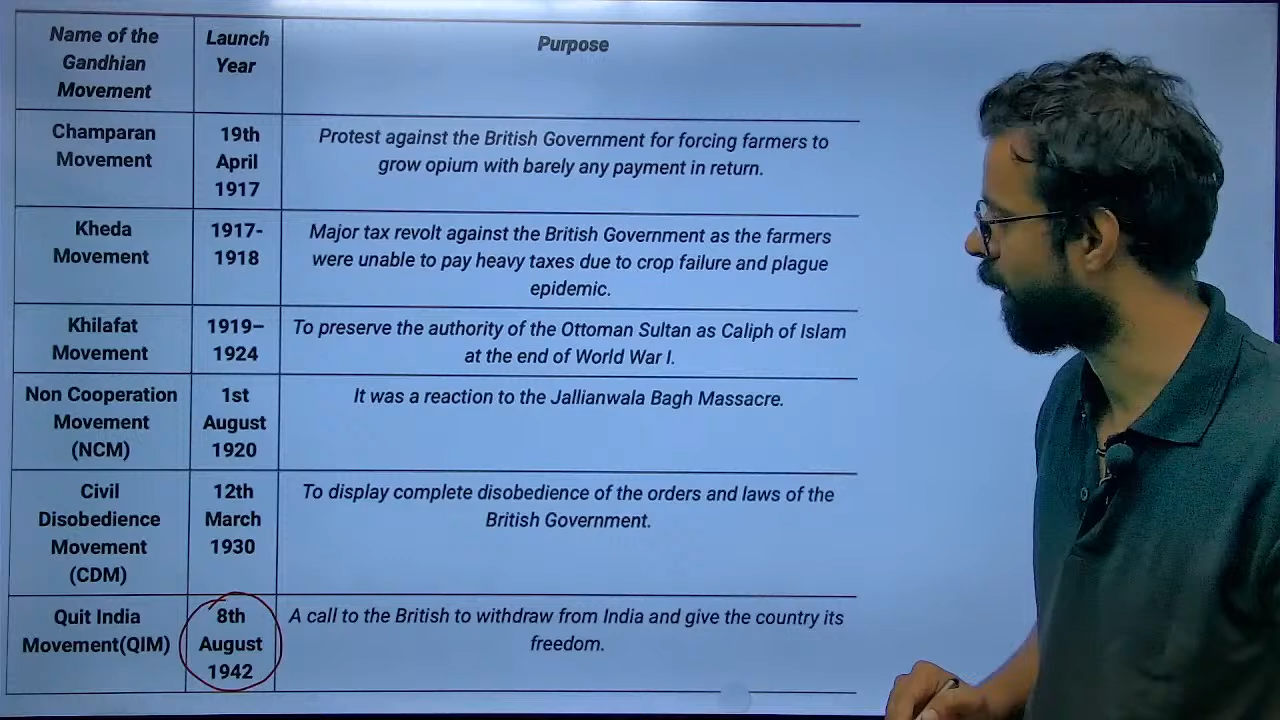 Name of the
Gandhian
Movement
Launch
Year
Purpose
Champaran
Movement
19th
April
1917
Protest against the British Government for forcing farmers to
grow opium with barely any payment in return.
Kheda
Movement
1917-
1918
Major tax revolt against the British Government as the farmers
were unable to pay heavy taxes due to crop failure and plague
epidemic.
Khilafat
Movement
1919–
1924
To preserve the authority of the Ottoman Sultan as Caliph of Islam
at the end of World War I.
Non Cooperation
Movement
(NCM)
1st
August
1920
It was a reaction to the Jallianwala Bagh Massacre.
Civil
Disobedience
Movement
(CDM)
12th
March
1930
To display complete disobedience of the orders and laws of the
British Government.
Quit India
Movement(QIM)
8th
August
1942
A call to the British to withdraw from India and give the country its
freedom.